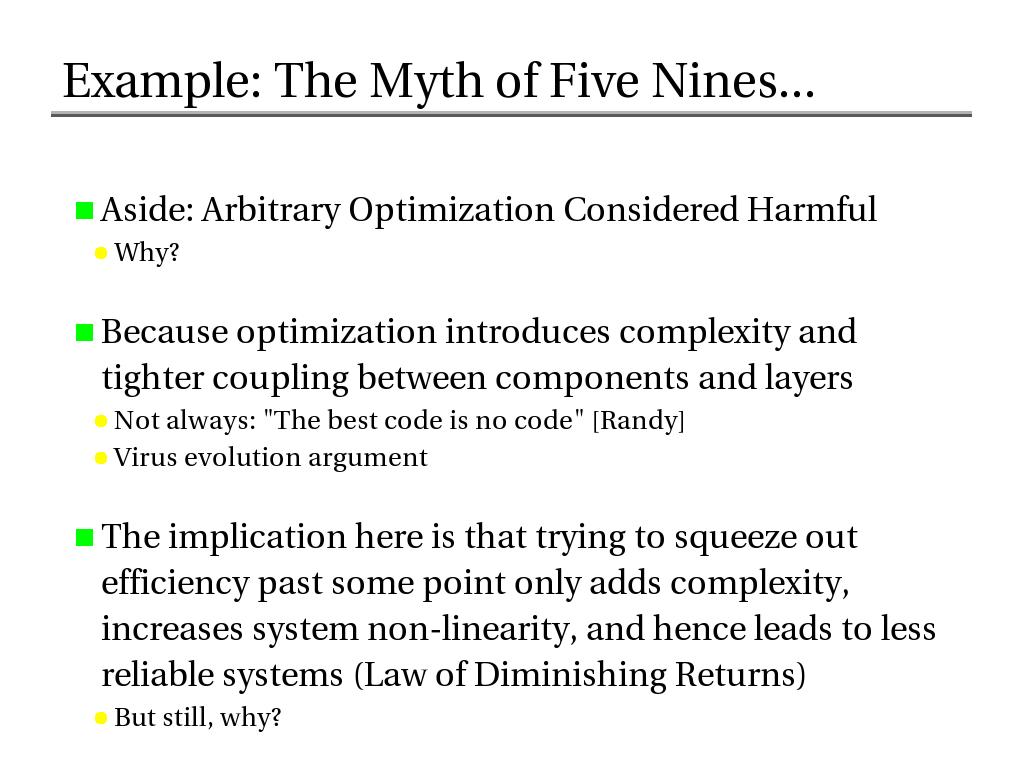 Example: The Myth of Five Nines...
Aside: Arbitrary Optimization Considered Harmful
Why?
Because optimization introduces complexity and
tighter coupling between components and layers
Not always: "The best code is no code" [Randy]
Virus evolution argument
The implication here is that trying to squeeze out
efficiency past some point only adds complexity,
increases system non-linearity, and hence leads to less
reliable systems (Law of Diminishing Returns)
But still, why?